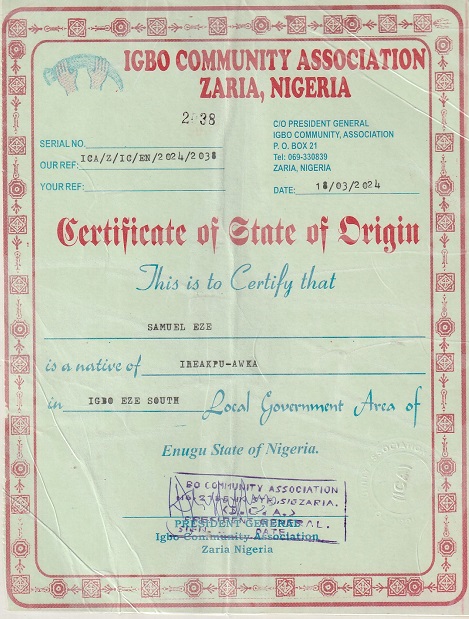 IGBO COMMUNITY ASSOCIATION
ZARIA, NIGERIA
C/O PRESIDENT GENERAL
IGBO COMMUNITY, ASSOCIATION
P. O. BOX 21
Tel: 069-330839
ZARIA, NIGERIA
SERIAL NO.
OUR REF: ICA/Z/IC/EN/2024/2038
YOUR REF:
DATE: 18/03/2024
Certificate of State of Origin
This is to Certify that
SAMUEL EZE
is a native of IREAKPU-AWKA
in IGBO EZE SOUTH Local Government Area of
Enugu State of Nigeria.
BO COMMUNITY ASSOCIATION
PRESIDENT GENERAL
Igbo Community Association
Zaria Nigeria